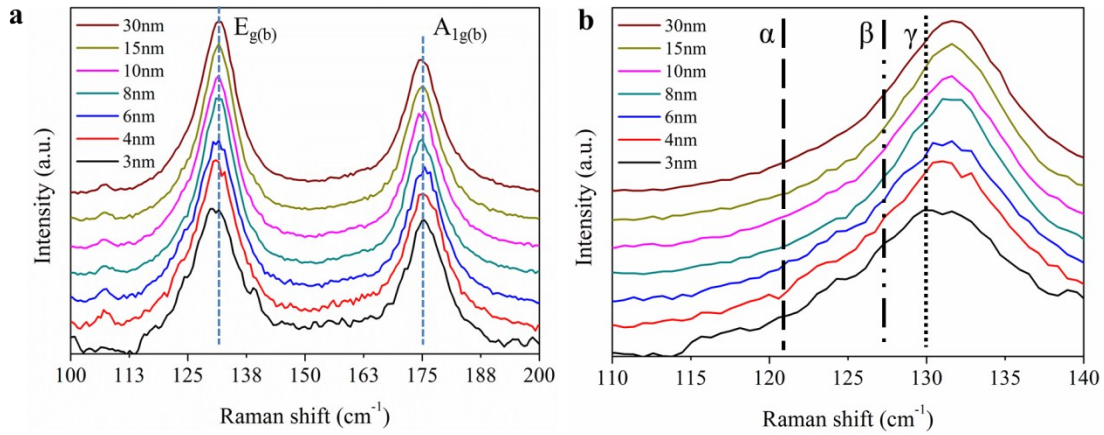 a
30nm
15nm
10nm
8nm
6nm
4nm
3nm
E_g(b)
A_1g(b)
Intensity (a.u.)
100 113 125 138 150 163 175 188 200
Raman shift (cm⁻¹)
b
30nm
15nm
10nm
8nm
6nm
4nm
3nm
α
β
γ
Intensity (a.u.)
110 115 120 125 130 135 140
Raman shift (cm⁻¹)